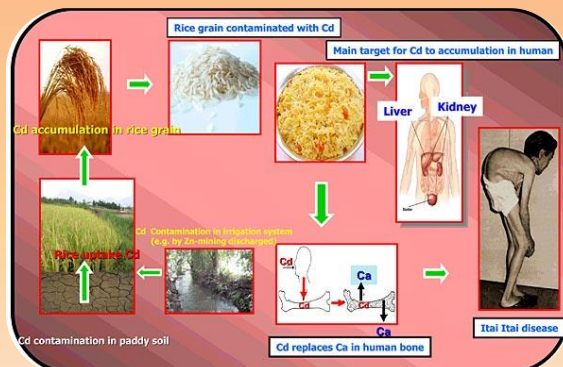 Rice grain contaminated with Cd
Main target for Cd to accumulation in human
Cd accumulation in rice grain
Liver
Kidney
Cd Contamination in irrigation system
(e.g. by Zn-mining discharged)
Rice uptake Cd
Cd contamination in paddy soil
Cd
Cd
Ca
Cd
Ca
Cd replaces Ca in human bone
Itai Itai disease